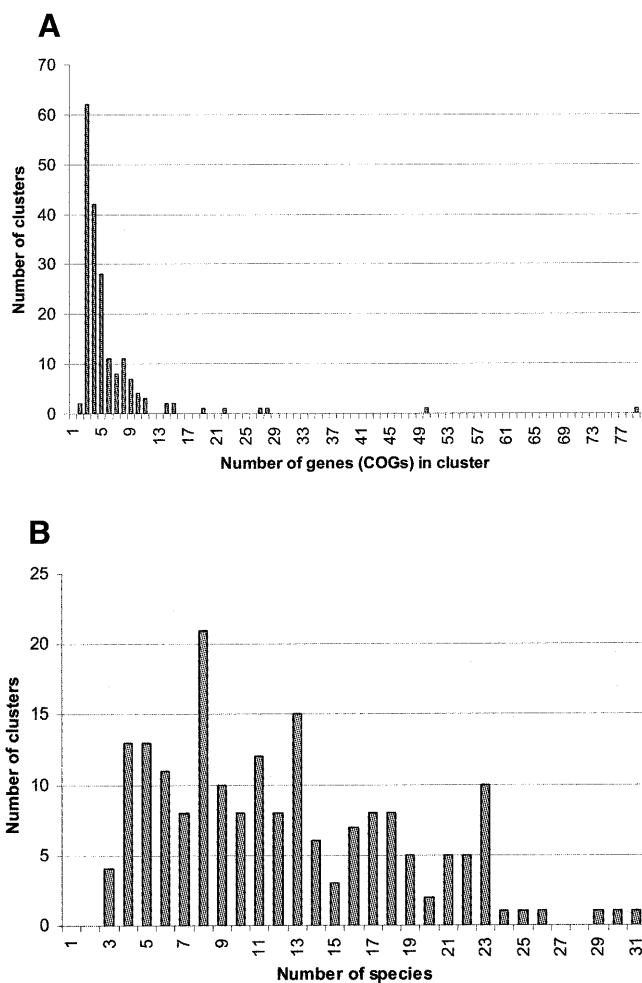 A
70
60
50
40
30
20
10
0
Number of clusters
1 5 9 13 17 21 25 29 33 37 41 45 49 53 57 61 65 69 73 77
Number of genes (COGs) in cluster
B
25
20
15
10
5
0
Number of clusters
1 3 5 7 9 11 13 15 17 19 21 23 25 27 29 31
Number of species